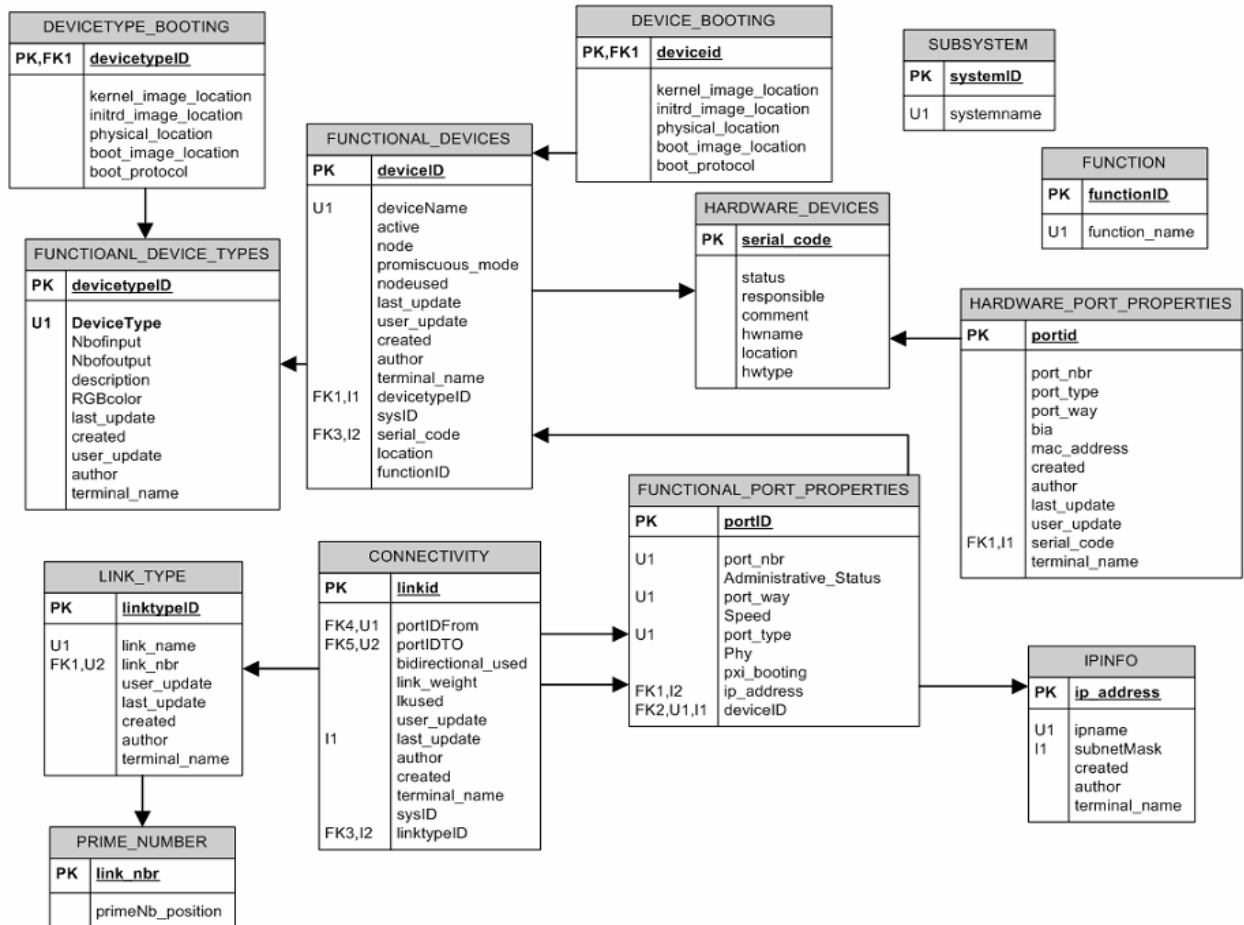 DEVICETYPE_BOOTING
PK,FK1 devicetypeID
kernel_image_location
initrd_image_location
physical_location
boot_image_location
boot_protocol
DEVICE_BOOTING
PK,FK1 deviceid
kernel_image_location
initrd_image_location
physical_location
boot_image_location
boot_protocol
SUBSYSTEM
PK systemID
U1 systemname
FUNCTION
PK functionID
U1 function_name
FUNCTIONAL_DEVICES
PK deviceID
U1 deviceName
active
node
promiscuous_mode
nodeused
last_update
user_update
created
author
terminal_name
FK1,I1 devicetypeID
sysID
FK3,I2 serial_code
location
functionID
HARDWARE_DEVICES
PK serial_code
status
responsible
comment
hwname
location
hwtype
FUNCTIOANL_DEVICE_TYPES
PK devicetypeID
U1 DeviceType
Nbofinput
Nbofoutput
description
RGBcolor
last_update
created
user_update
author
terminal_name
HARDWARE_PORT_PROPERTIES
PK portid
port_nbr
port_type
port_way
bia
mac_address
created
author
last_update
user_update
FK1,I1 serial_code
terminal_name
FUNCTIONAL_PORT_PROPERTIES
PK portID
U1 port_nbr
Administrative_Status
U1 port_way
Speed
U1 port_type
Phy
pxi_booting
FK1,I2 ip_address
FK2,U1,I1 deviceID
CONNECTIVITY
PK linkid
FK4,U1 portIDFrom
FK5,U2 portIDTO
bidirectional_used
link_weight
lkused
user_update
I1 last_update
author
created
terminal_name
sysID
FK3,I2 linktypeID
LINK_TYPE
PK linktypeID
U1 link_name
FK1,U2 link_nbr
user_update
last_update
created
author
terminal_name
IPINFO
PK ip_address
U1 ipname
I1 subnetMask
created
author
terminal_name
PRIME_NUMBER
PK link_nbr
primeNb_position